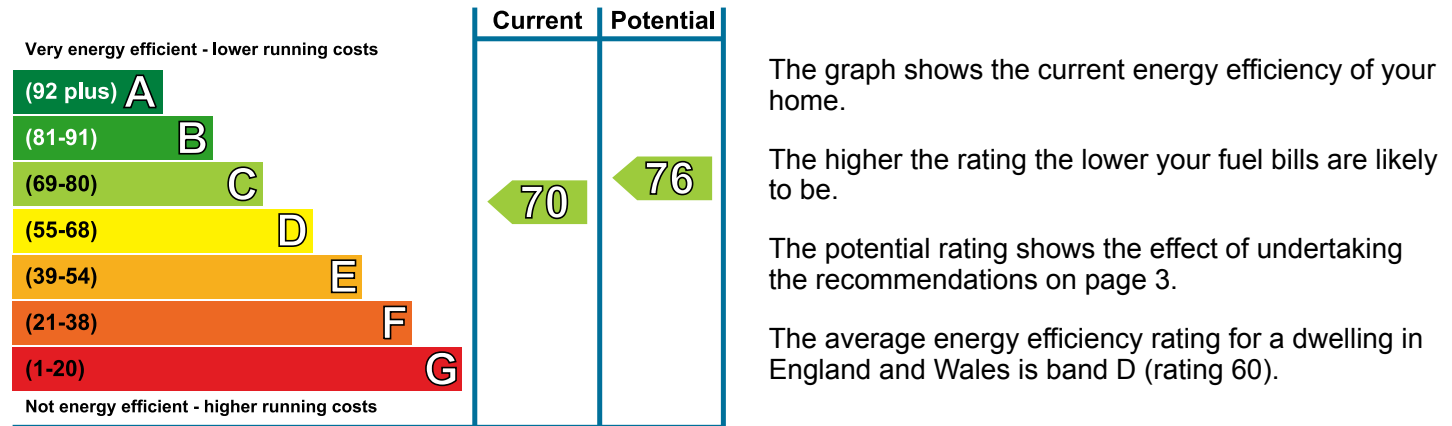 Current Potential
Very energy efficient - lower running costs
(92 plus) A
(81-91) B
(69-80) C
(55-68) D
(39-54) E
(21-38) F
(1-20) G
Not energy efficient - higher running costs
70
76
The graph shows the current energy efficiency of your
home.
The higher the rating the lower your fuel bills are likely
to be.
The potential rating shows the effect of undertaking
the recommendations on page 3.
The average energy efficiency rating for a dwelling in
England and Wales is band D (rating 60).